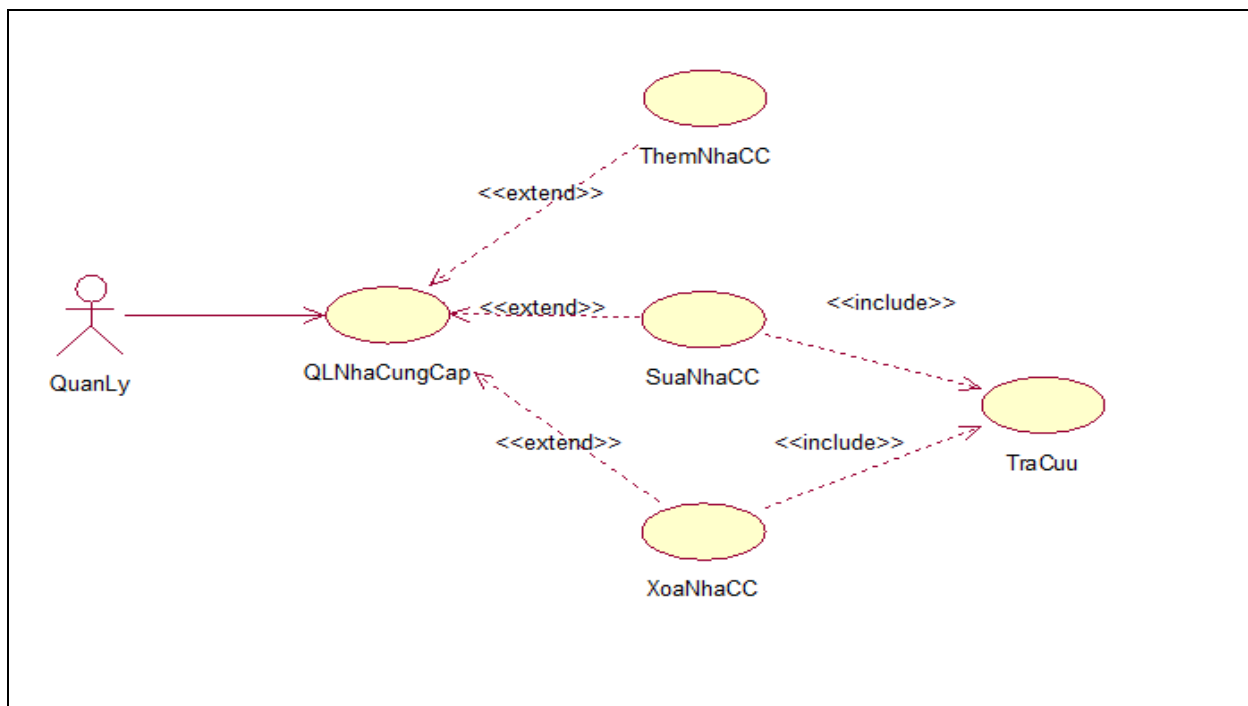 ThemNhaCC
<<extend>>
<<extend>>
<<include>>
QuanLy
QLNhaCungCap
SuaNhaCC
<<extend>>
<<include>>
TraCuu
XoaNhaCC